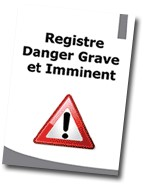 Registre
Danger Grave
et Imminent